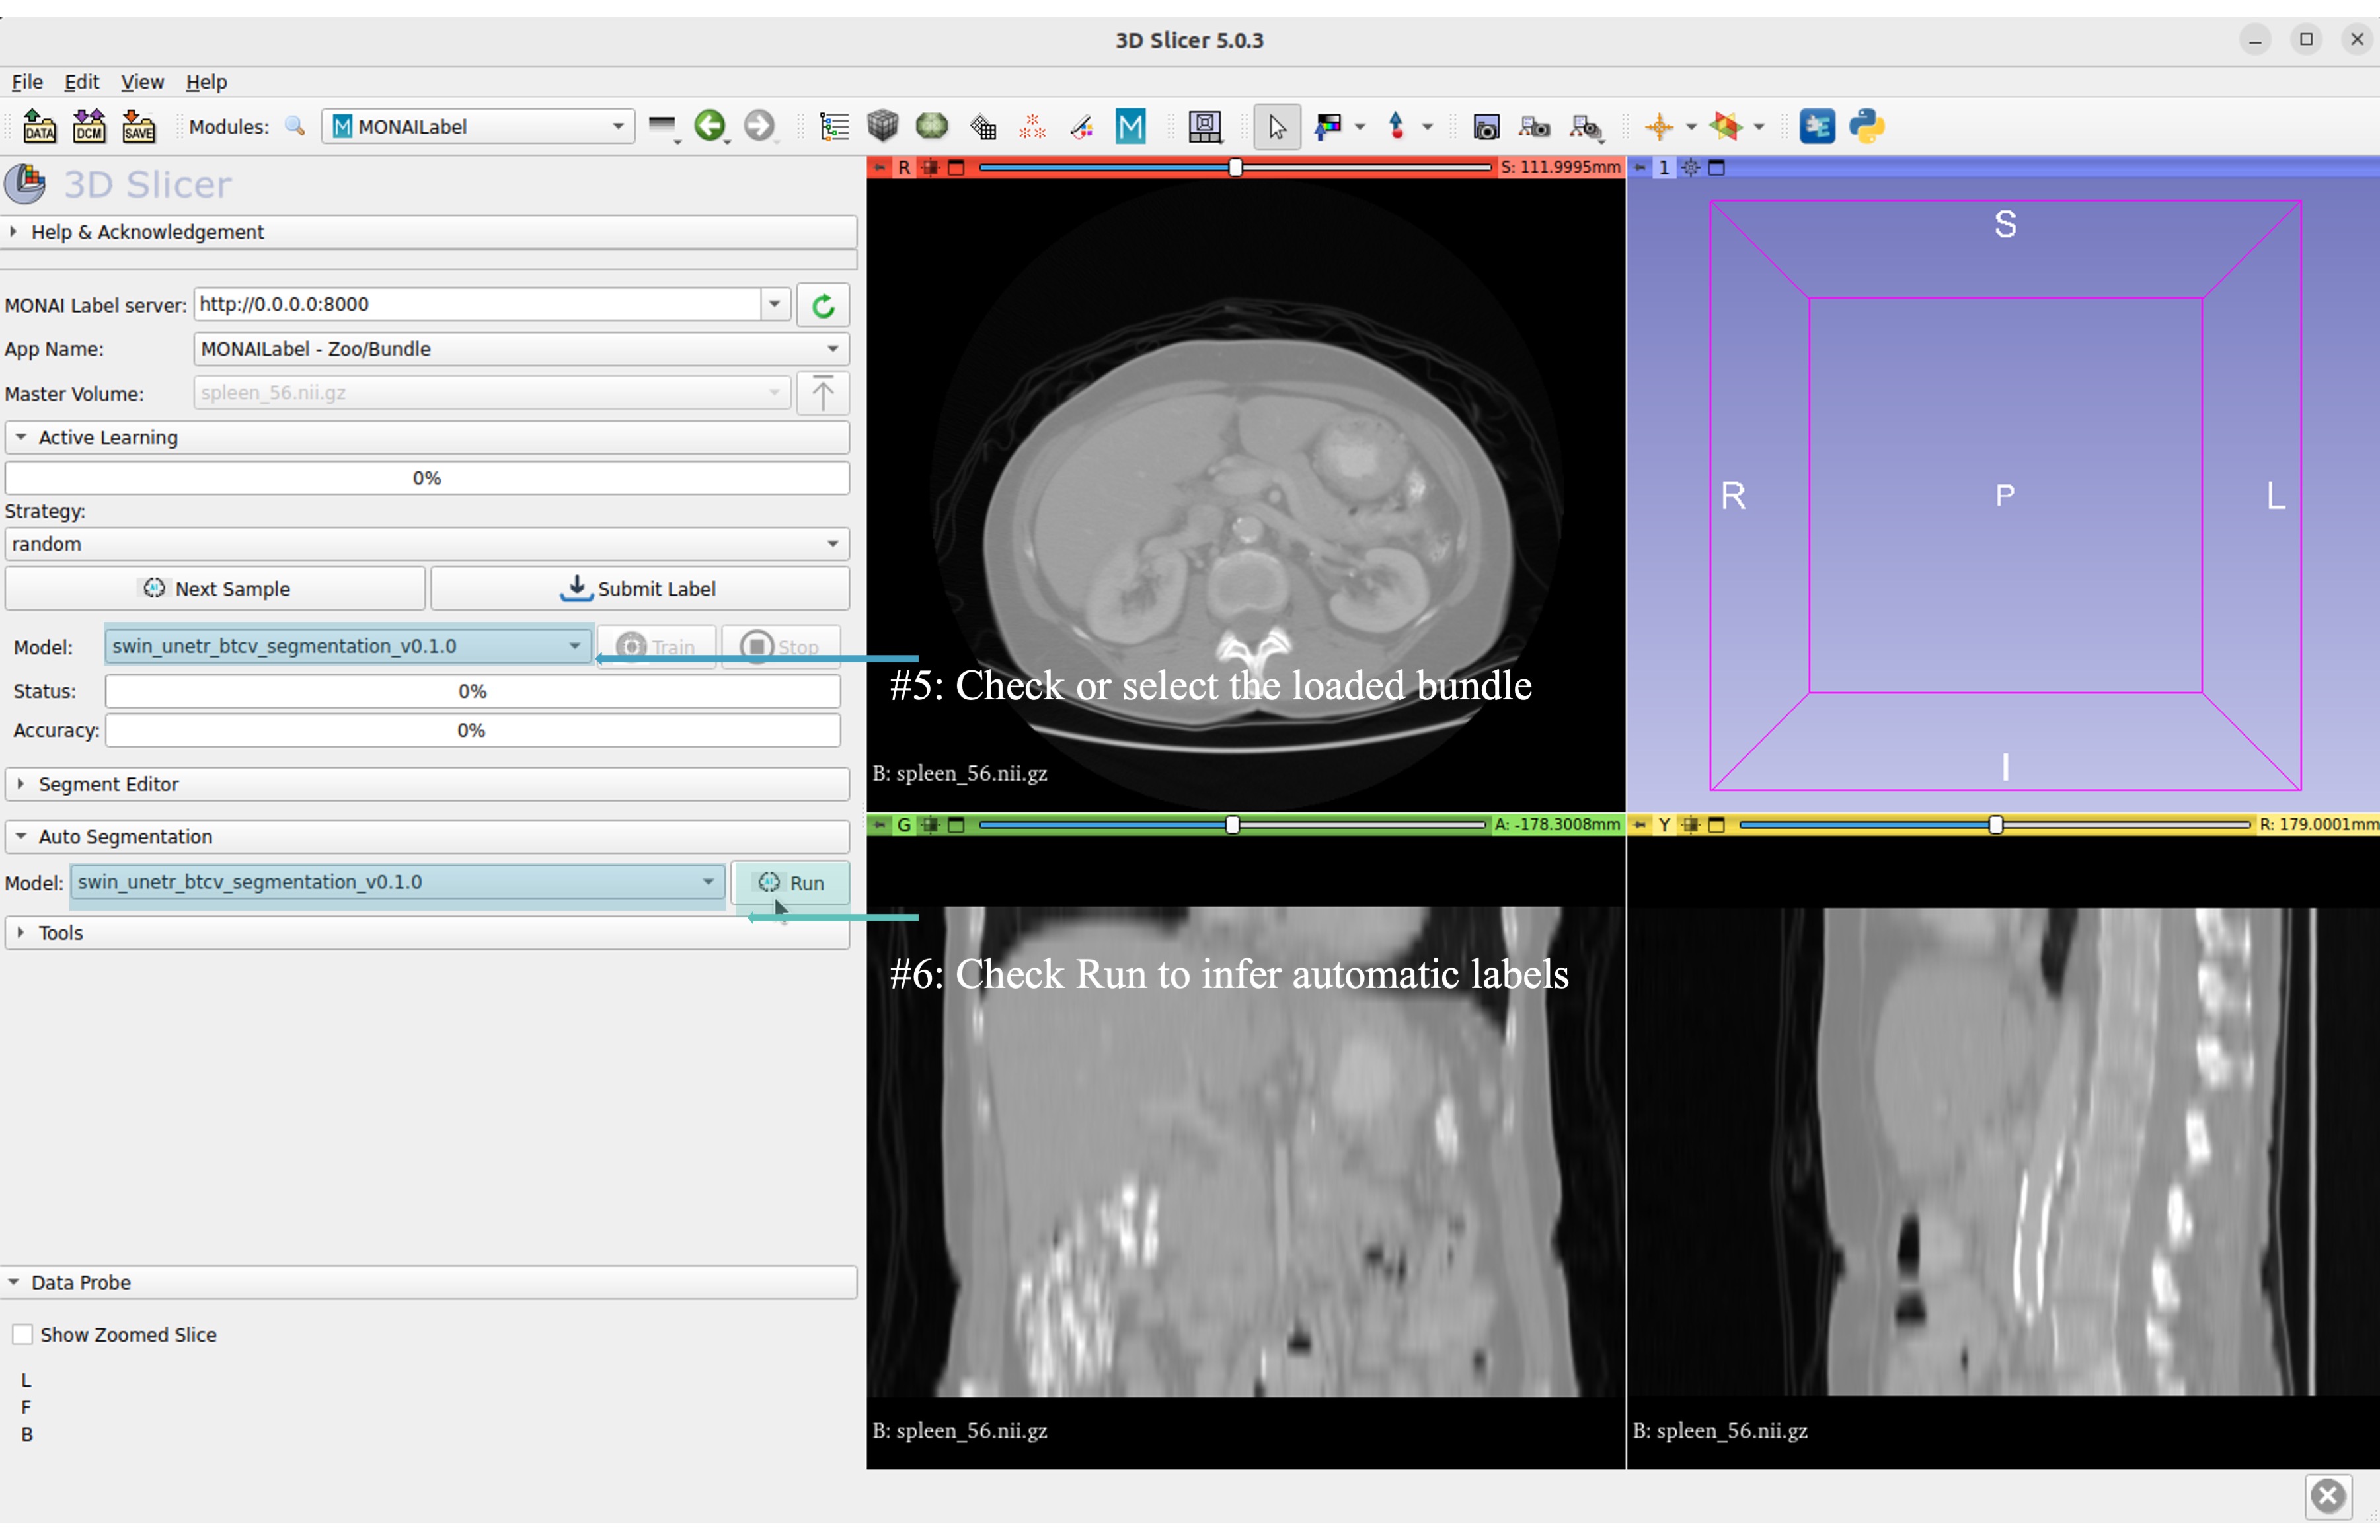 3D Slicer 5.0.3
File Edit View Help
DATA DCM SAVE Modules: M MONAILabel M
3D Slicer
Help & Acknowledgement
MONAI Label server: http://0.0.0.0:8000
App Name: MONAILabel - Zoo/Bundle
Master Volume: spleen_56.nii.gz
Active Learning
0%
Strategy:
random
Next Sample Submit Label
Model: swin_unetr_btcv_segmentation_v0.1.0 Train Stop
Status: 0%
Accuracy: 0%
Segment Editor
Auto Segmentation
Model: swin_unetr_btcv_segmentation_v0.1.0 Run
Tools
Data Probe
Show Zoomed Slice
L
F
B
R S: 111.9995mm
#5: Check or select the loaded bundle
B: spleen_56.nii.gz
1
S
R P L
I
G A: -178.3008mm
#6: Check Run to infer automatic labels
B: spleen_56.nii.gz
Y R: 179.0001mm
B: spleen_56.nii.gz